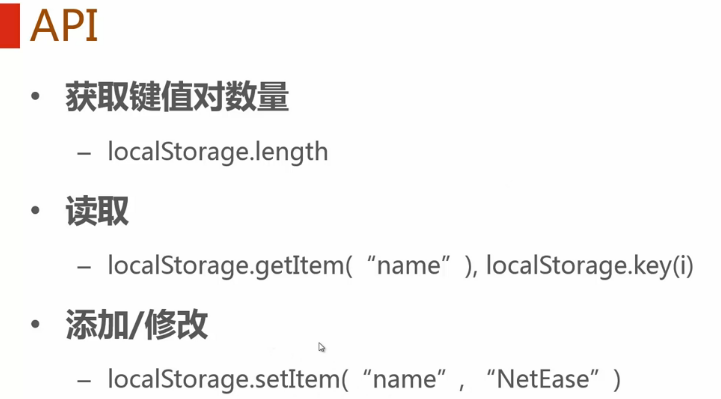 API
• 获取键值对数量
– localStorage.length
• 读取
– localStorage.getItem(“name”), localStorage.key(i)
• 添加/修改
– localStorage.setItem(“name”, “NetEase”)